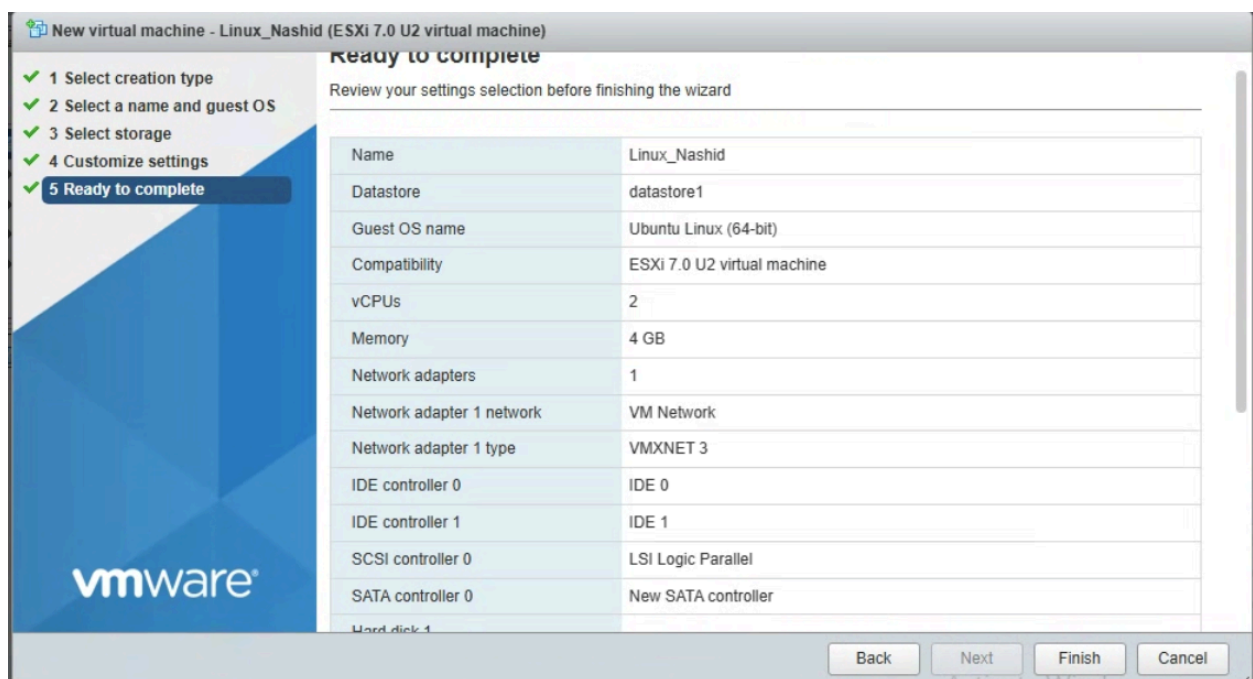 New virtual machine - Linux_Nashid (ESXi 7.0 U2 virtual machine)
1 Select creation type
2 Select a name and guest OS
3 Select storage
4 Customize settings
5 Ready to complete
vmware®
Ready to complete
Review your settings selection before finishing the wizard
Name Linux_Nashid
Datastore datastore1
Guest OS name Ubuntu Linux (64-bit)
Compatibility ESXi 7.0 U2 virtual machine
vCPUs 2
Memory 4 GB
Network adapters 1
Network adapter 1 network VM Network
Network adapter 1 type VMXNET 3
IDE controller 0 IDE 0
IDE controller 1 IDE 1
SCSI controller 0 LSI Logic Parallel
SATA controller 0 New SATA controller
Hard disk 1
Back Next Finish Cancel